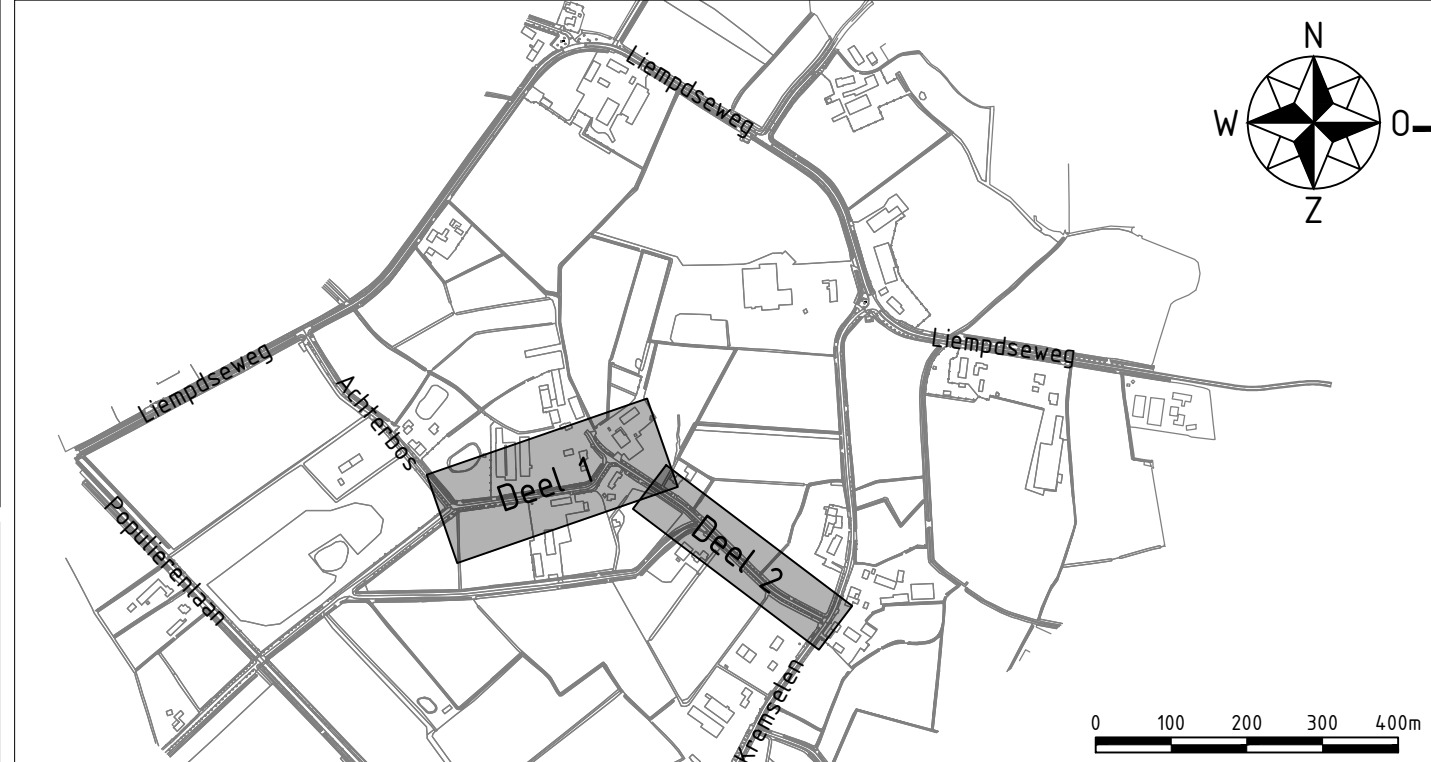 Liempdseweg
N
W
O
Z
Liempdseweg
Liempdseweg
Achterbos
Deel 1
Populierenlaan
Deel 2
Kremselen
0 100 200 300 400m